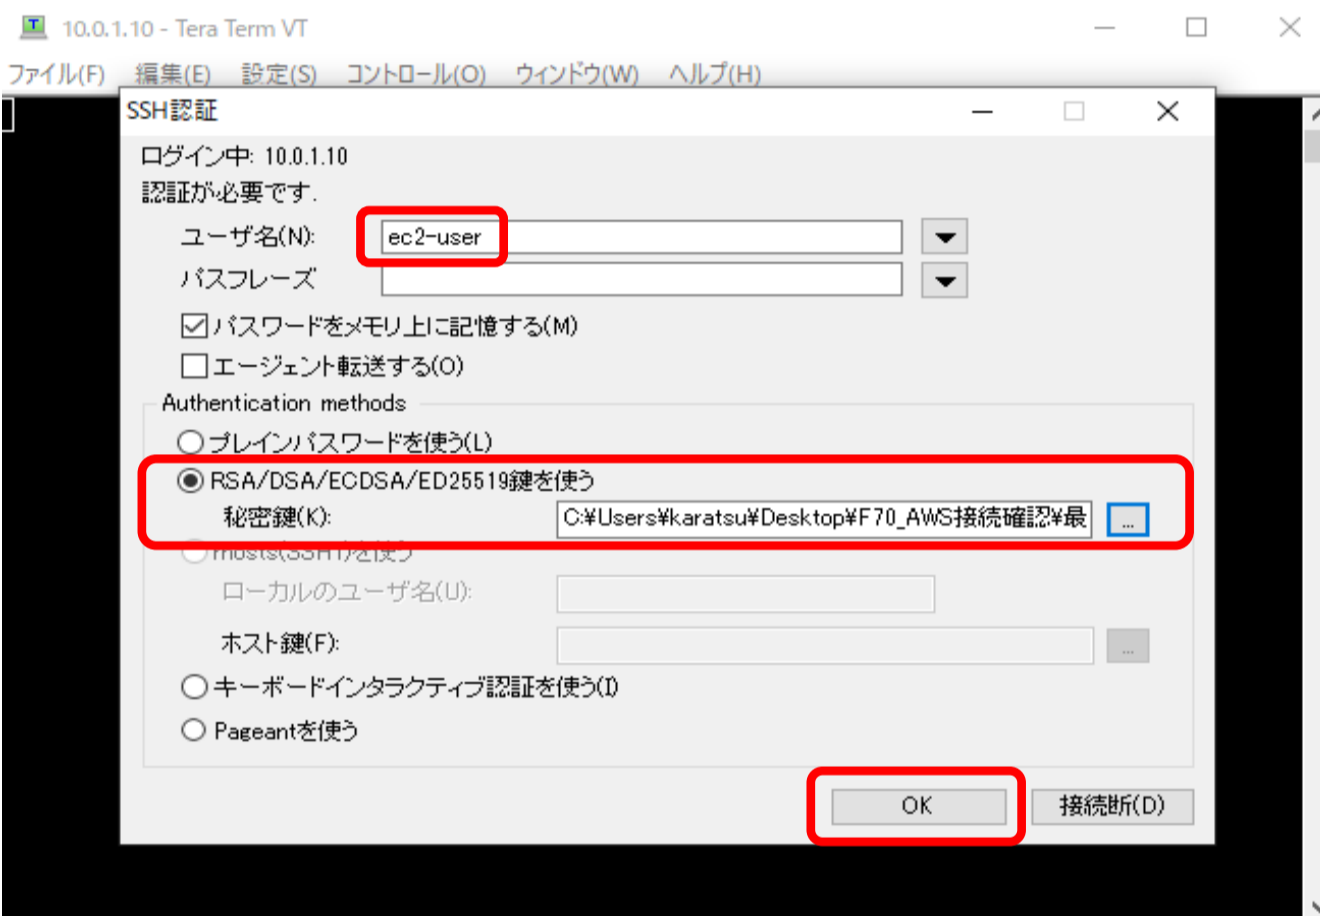 10.0.1.10 - Tera Term VT
ファイル(F) 編集(E) 設定(S) コントロール(O) ウィンドウ(W) ヘルプ(H)
SSH認証
ログイン中: 10.0.1.10
認証が必要です.
ユーザ名(N): ec2-user
パスフレーズ
パスワードをメモリ上に記憶する(M)
エージェント転送する(O)
Authentication methods
プレインパスワードを使う(L)
RSA/DSA/ECDSA/ED25519鍵を使う
秘密鍵(K): C:¥Users¥karatsu¥Desktop¥F70_AWS接続確認¥最 ...
rhosts(SSH1)を使う
ローカルのユーザ名(U):
ホスト鍵(F): ...
キーボードインタラクティブ認証を使う(I)
Pageantを使う
OK 接続断(D)